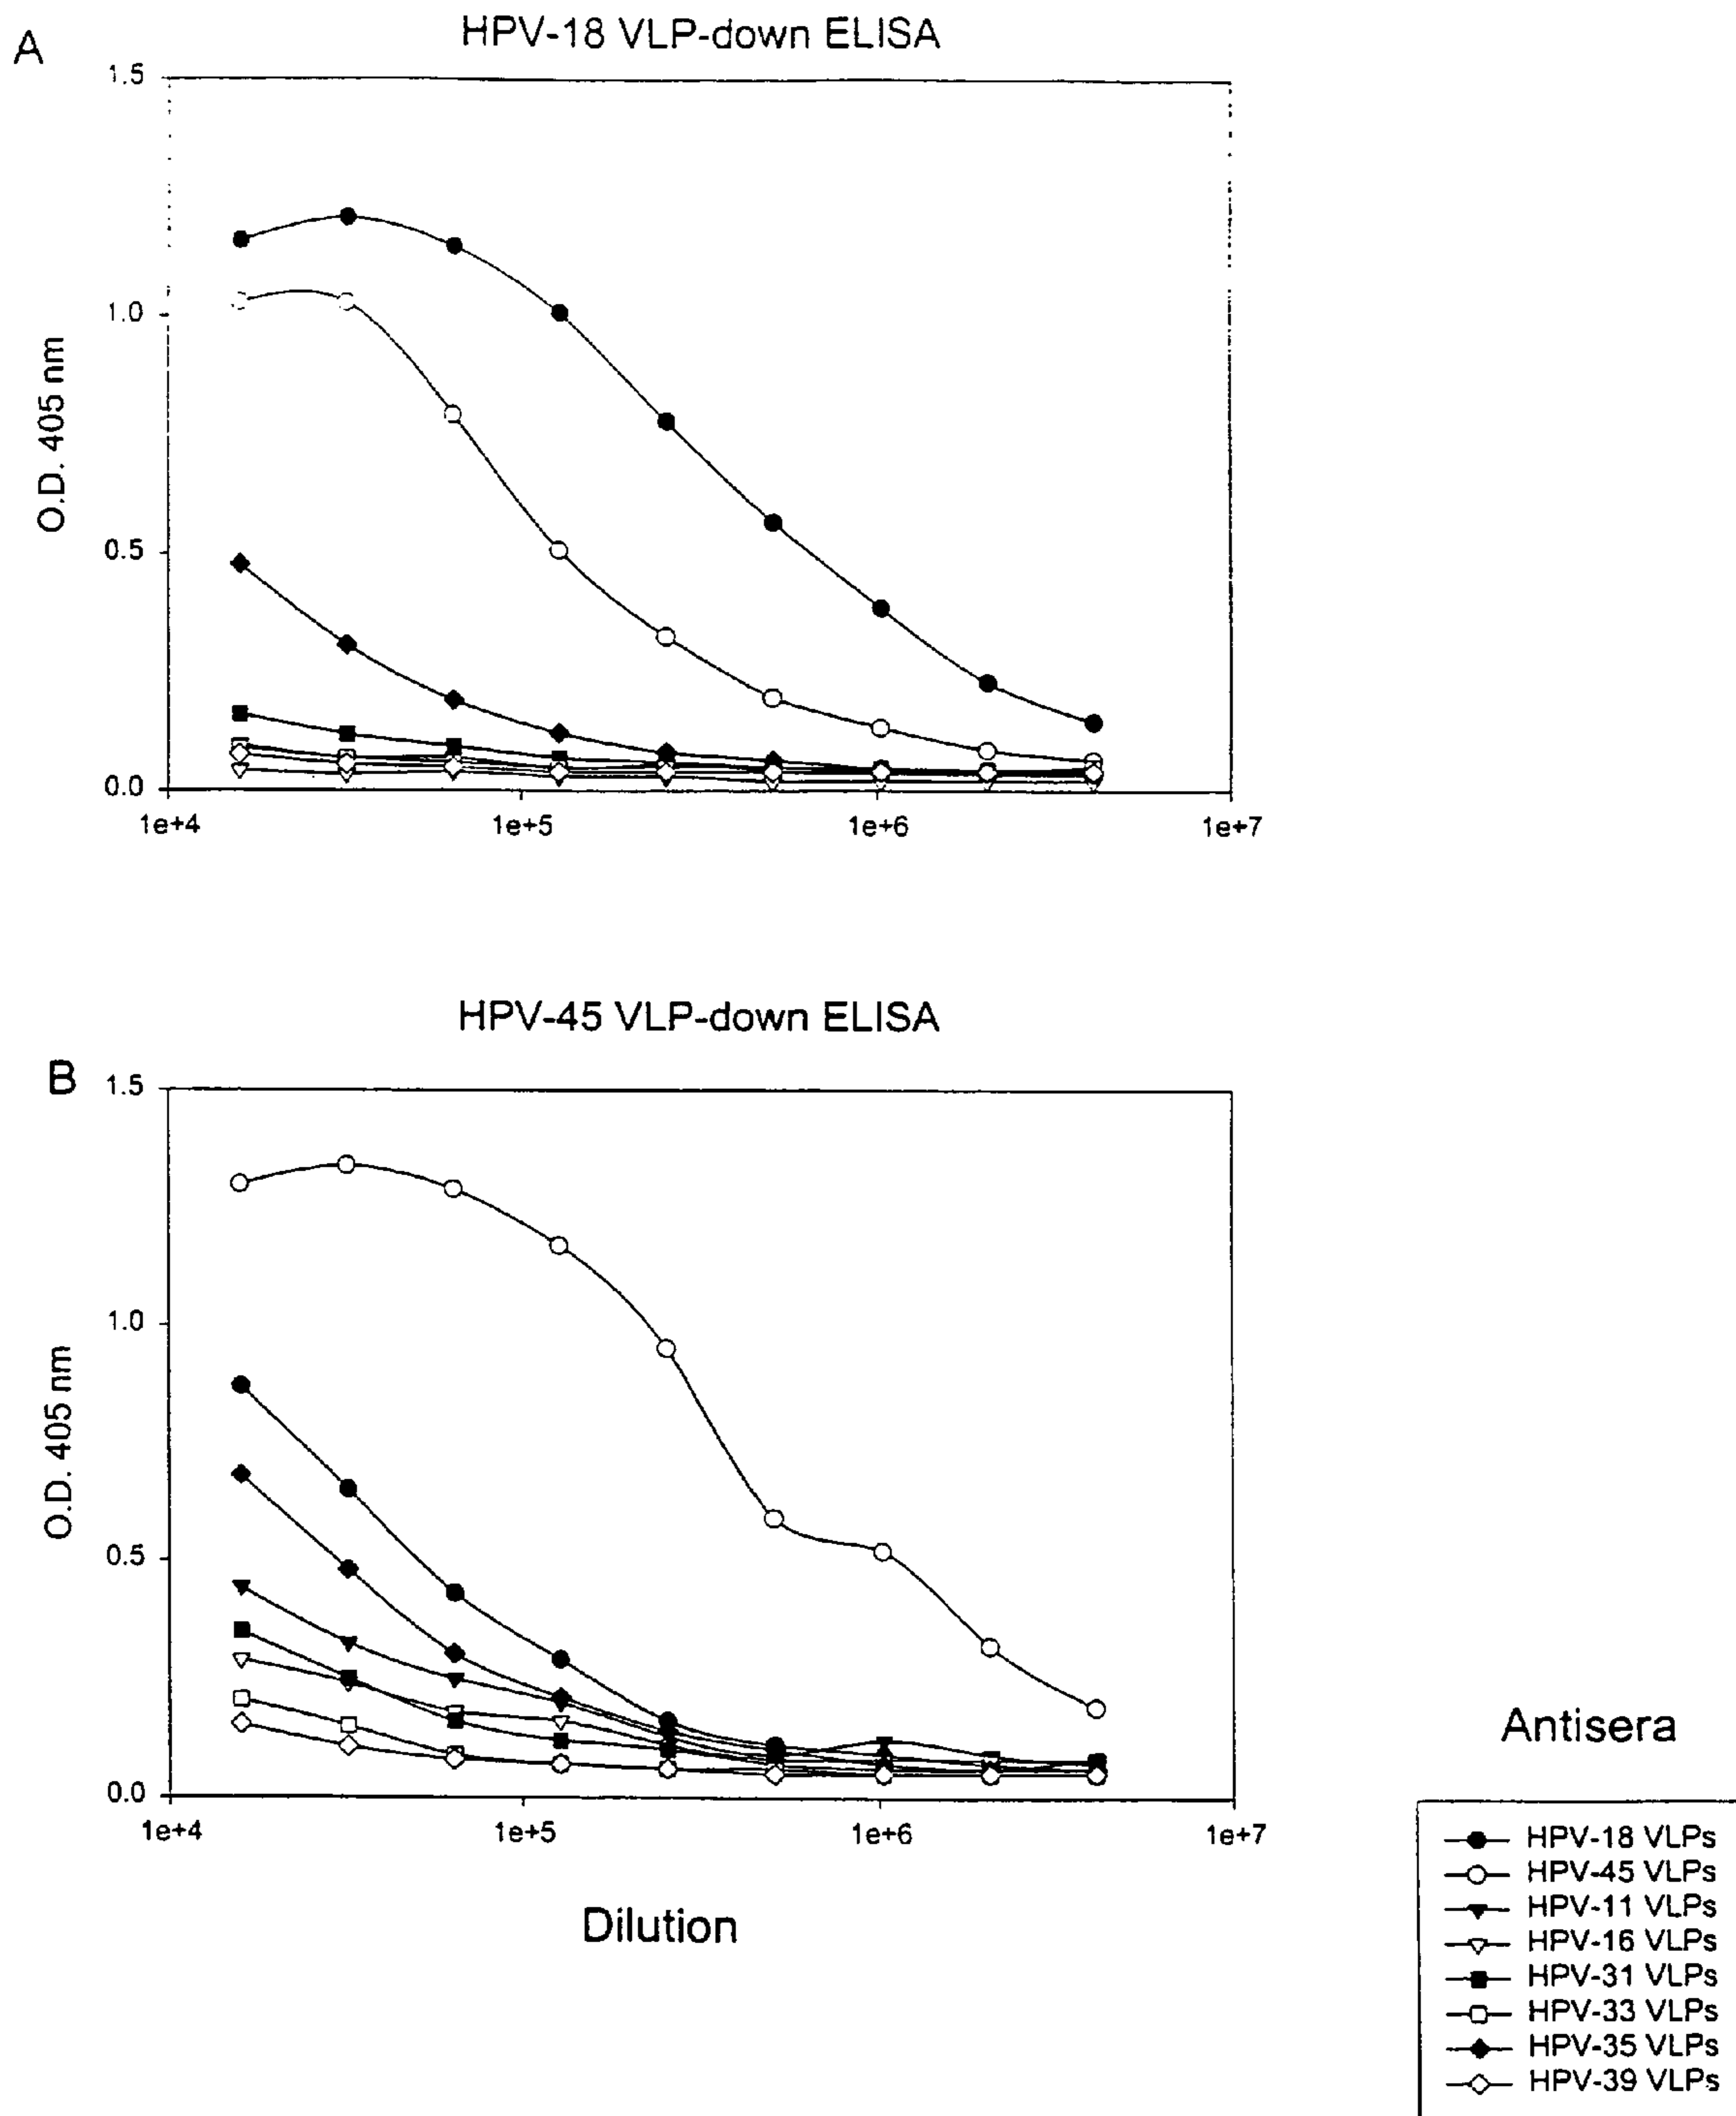 A
HPV-18 VLP-down ELISA
1.5
1.0
0.5
0.0
O.D. 405 nm
1e+4
1e+5
1e+6
1e+7
HPV-45 VLP-down ELISA
B
1.5
1.0
0.5
0.0
O.D. 405 nm
1e+4
1e+5
1e+6
1e+7
Dilution
Antisera
HPV-18 VLPs
HPV-45 VLPs
HPV-11 VLPs
HPV-16 VLPs
HPV-31 VLPs
HPV-33 VLPs
HPV-35 VLPs
HPV-39 VLPs